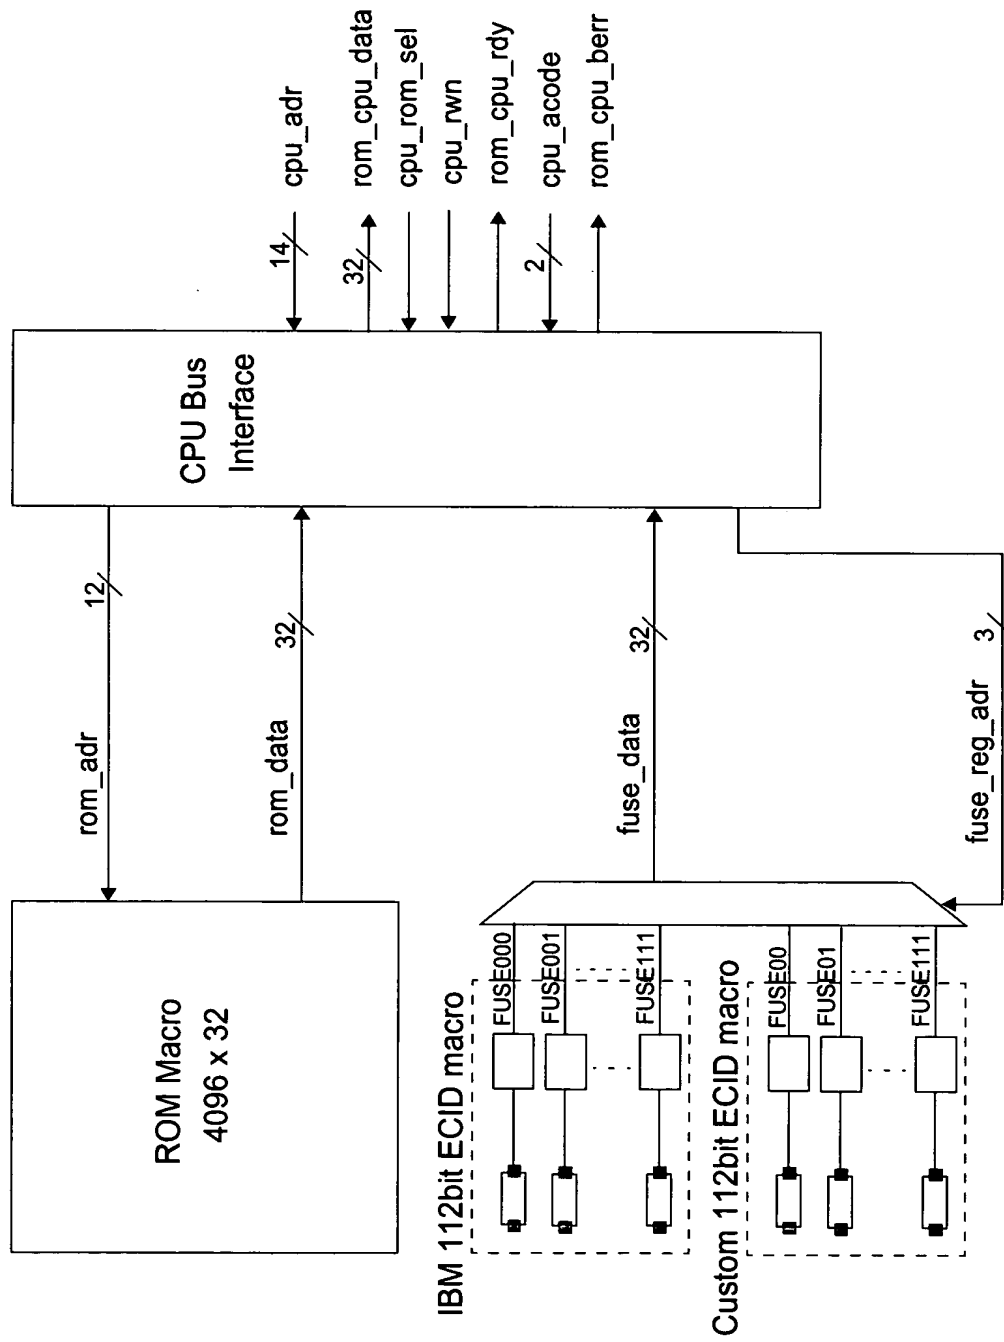 ROM Macro
4096 x 32
rom_adr
12
rom_data
32
CPU Bus
Interface
14
cpu_adr
32
rom_cpu_data
cpu_rom_sel
cpu_rwn
rom_cpu_rdy
2
cpu_acode
rom_cpu_berr
IBM 112bit ECID macro
FUSE000
FUSE001
FUSE111
fuse_data
32
Custom 112bit ECID macro
FUSE00
FUSE01
FUSE111
fuse_reg_adr
3